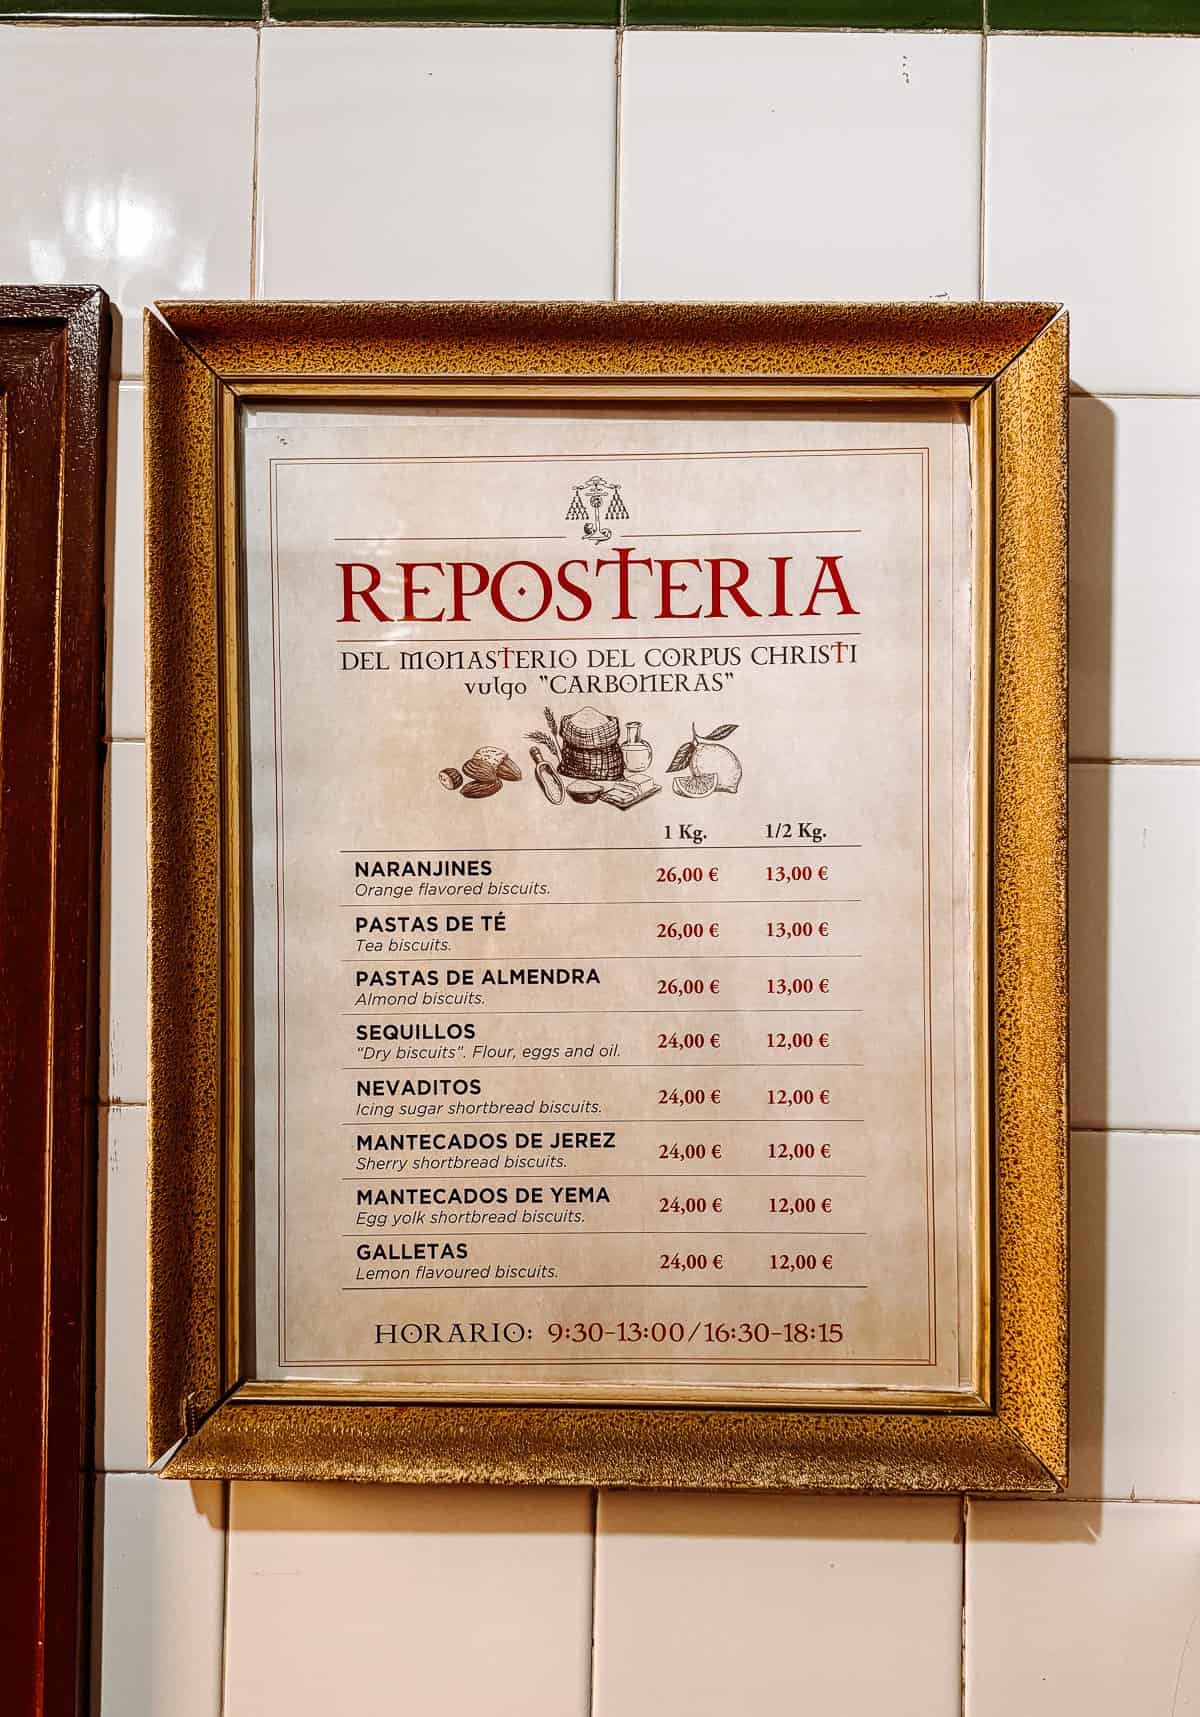 REPOSTERIA
DEL MONASTERIO DEL CORPUS CHRISTI
vulgo "CARBONERAS"
1 Kg. 1/2 Kg.
NARANJINES 26,00 € 13,00 €
Orange flavored biscuits.
PASTAS DE TÉ 26,00 € 13,00 €
Tea biscuits.
PASTAS DE ALMENDRA 26,00 € 13,00 €
Almond biscuits.
SEQUILLOS 24,00 € 12,00 €
“Dry biscuits”. Flour, eggs and oil.
NEVADITOS 24,00 € 12,00 €
Icing sugar shortbread biscuits.
MANTECADOS DE JEREZ 24,00 € 12,00 €
Sherry shortbread biscuits.
MANTECADOS DE YEMA 24,00 € 12,00 €
Egg yolk shortbread biscuits.
GALLETAS 24,00 € 12,00 €
Lemon flavoured biscuits.
HORARIO: 9:30-13:00/16:30-18:15